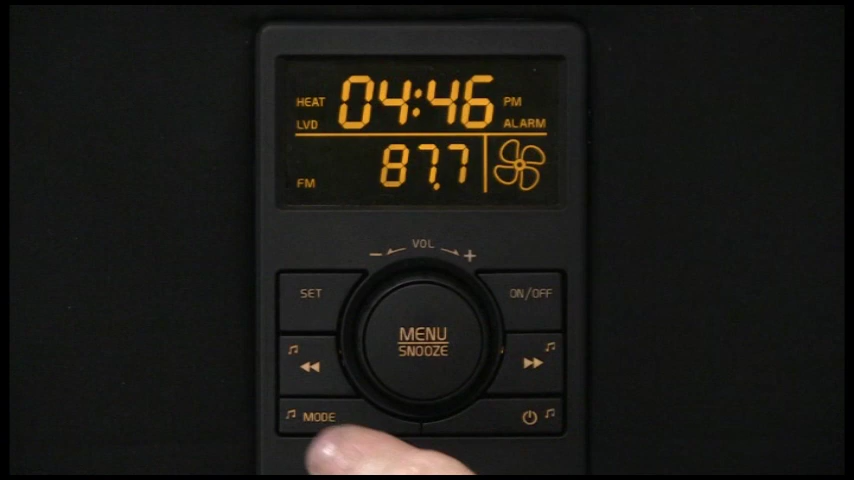 HEAT 04:46 PM
LVD ALARM
FM 87.7
− VOL +
SET ON/OFF
MENU
SNOOZE
MODE